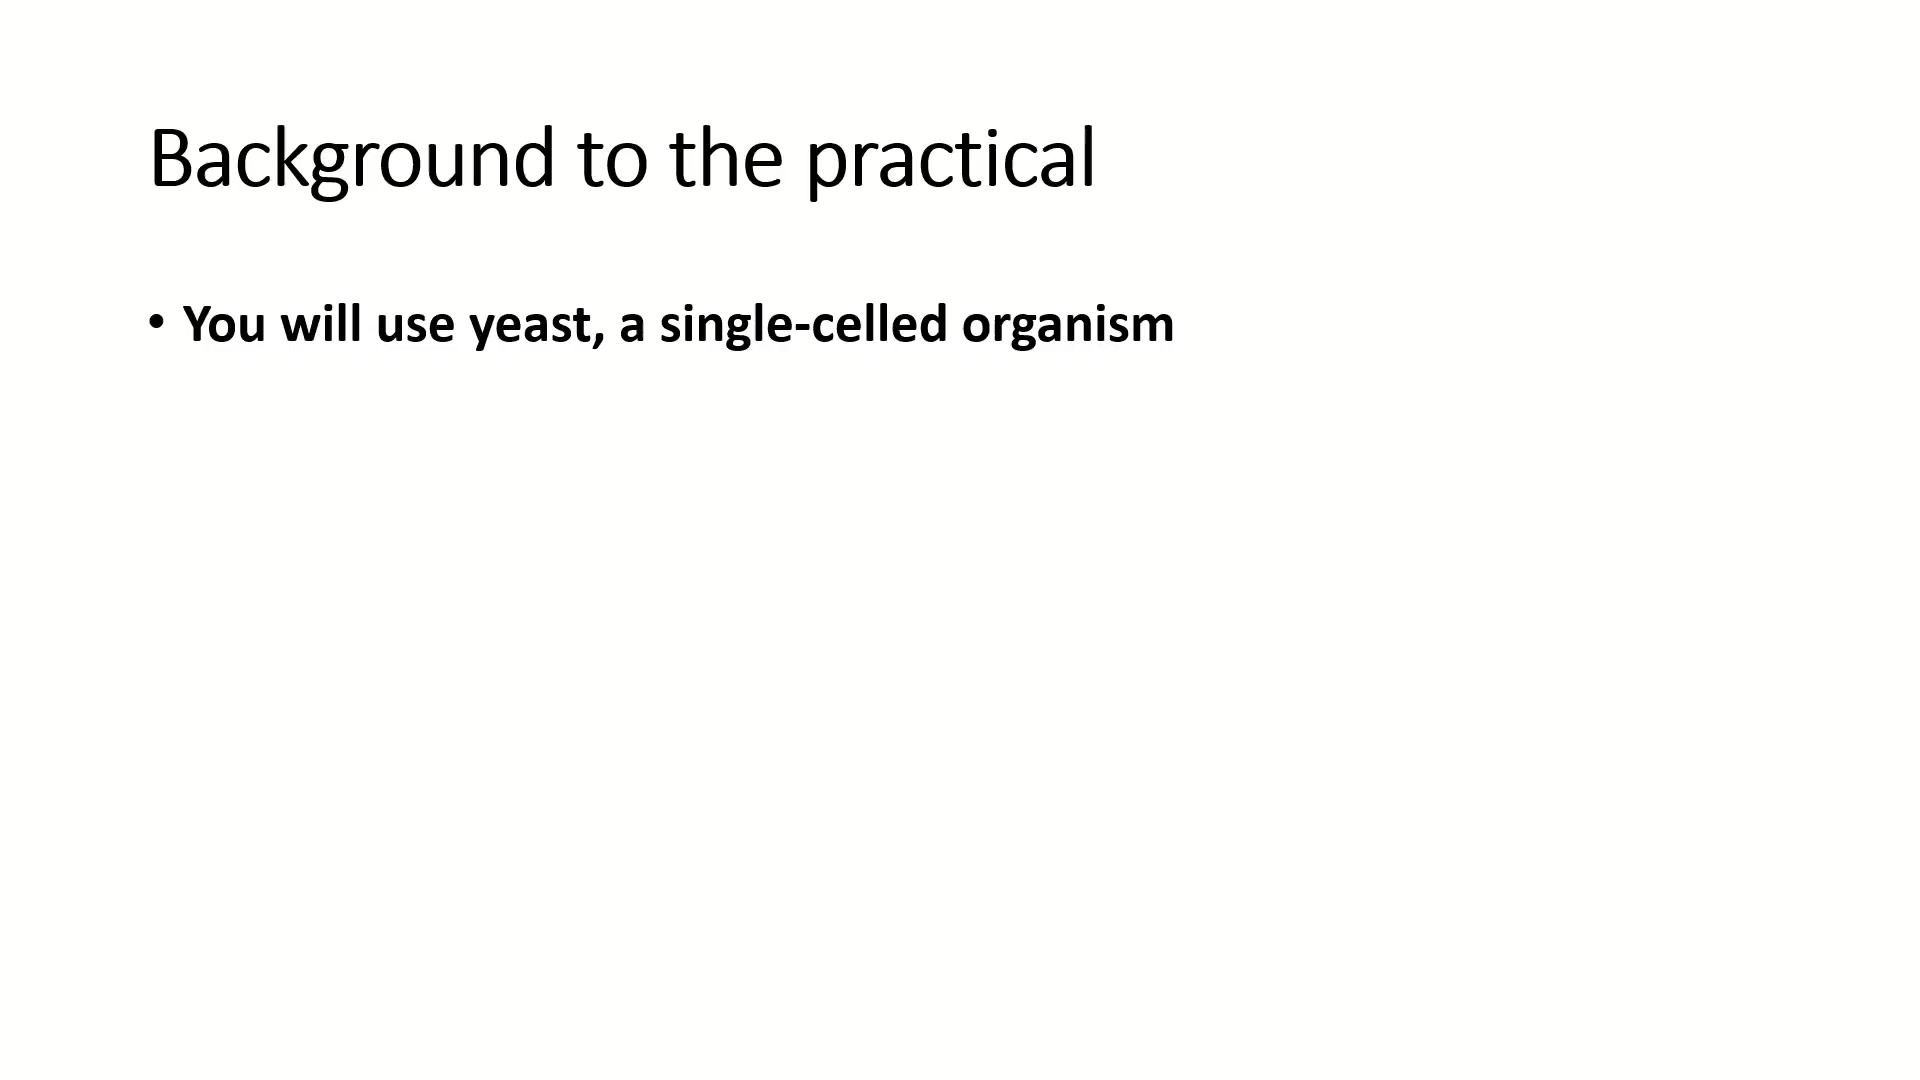 Background to the practical
• You will use yeast, a single-celled organism